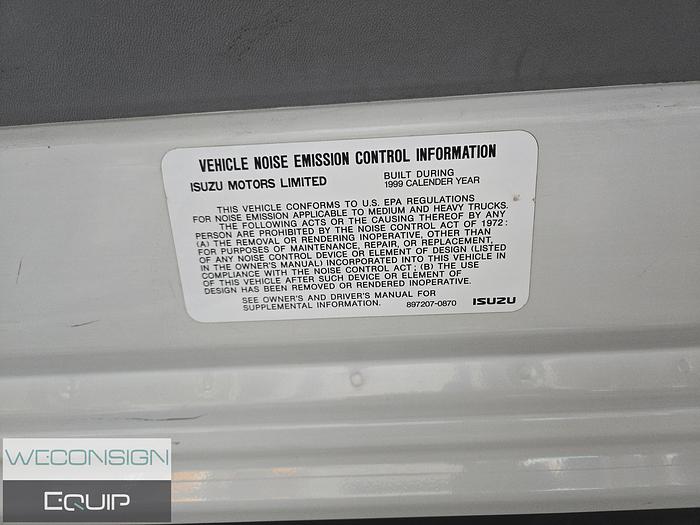 VEHICLE NOISE EMISSION CONTROL INFORMATION
ISUZU MOTORS LIMITED
BUILT DURING
1999 CALENDER YEAR
THIS VEHICLE CONFORMS TO U.S. EPA REGULATIONS
FOR NOISE EMISSION APPLICABLE TO MEDIUM AND HEAVY TRUCKS.
THE FOLLOWING ACTS OR THE CAUSING THEREOF BY ANY
PERSON ARE PROHIBITED BY THE NOISE CONTROL ACT OF 1972:
(A) THE REMOVAL OR RENDERING INOPERATIVE, OTHER THAN
FOR PURPOSES OF MAINTENANCE, REPAIR, OR REPLACEMENT,
OF ANY NOISE CONTROL DEVICE OR ELEMENT OF DESIGN (LISTED
IN THE OWNER'S MANUAL) INCORPORATED INTO THIS VEHICLE IN
COMPLIANCE WITH THE NOISE CONTROL ACT; (B) THE USE
OF THIS VEHICLE AFTER SUCH DEVICE OR ELEMENT OF
DESIGN HAS BEEN REMOVED OR RENDERED INOPERATIVE.
SEE OWNER'S AND DRIVER'S MANUAL FOR
SUPPLEMENTAL INFORMATION.
897207-0870
ISUZU
WECONSIGN
EQUIP